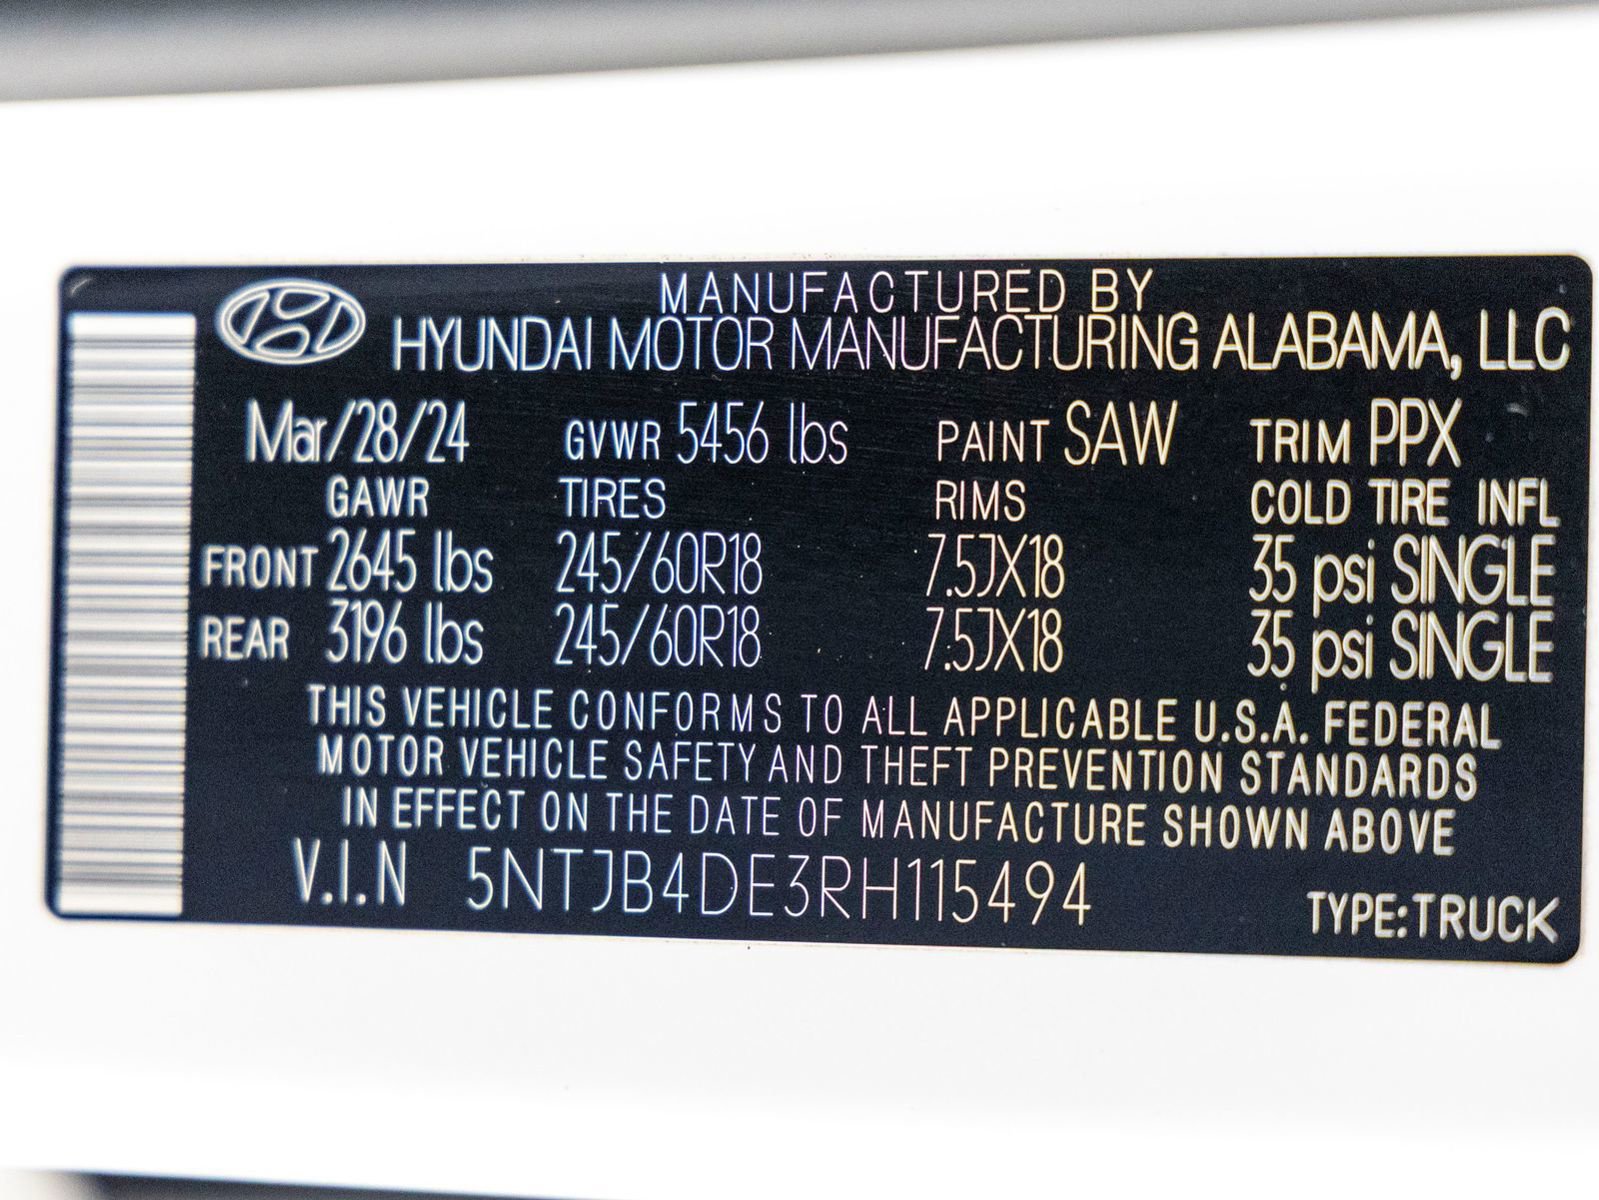 MANUFACTURED BY
HYUNDAI MOTOR MANUFACTURING ALABAMA, LLC
Mar/28/24 GVWR 5456 lbs PAINT SAW TRIM PPX
GAWR TIRES RIMS COLD TIRE INFL
FRONT 2645 lbs 245/60R18 7.5JX18 35 psi SINGLE
REAR 3196 lbs 245/60R18 7.5JX18 35 psi SINGLE
THIS VEHICLE CONFORMS TO ALL APPLICABLE U.S.A. FEDERAL
MOTOR VEHICLE SAFETY AND THEFT PREVENTION STANDARDS
IN EFFECT ON THE DATE OF MANUFACTURE SHOWN ABOVE
V.I.N 5NTJB4DE3RH115494 TYPE:TRUCK